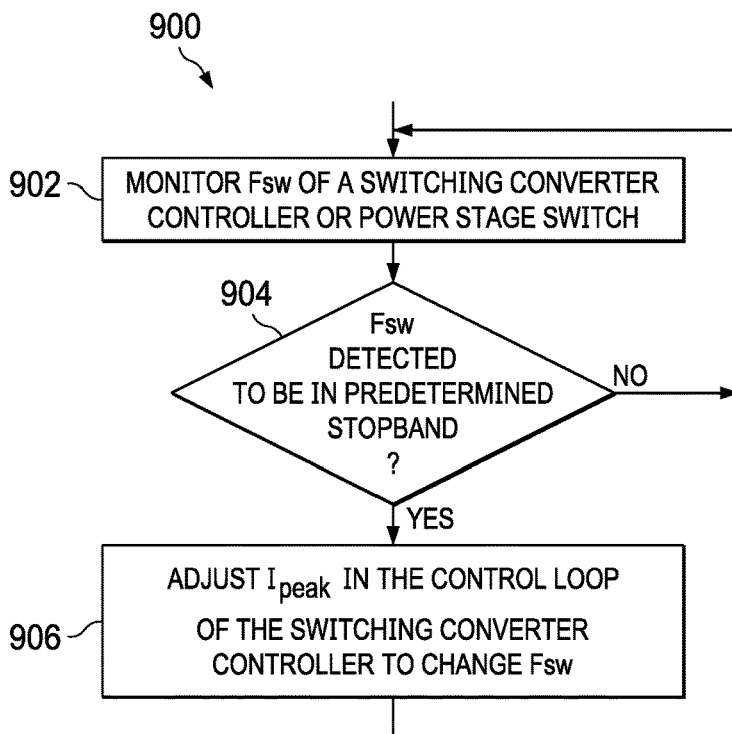 900
902
MONITOR Fsw OF A SWITCHING CONVERTER
CONTROLLER OR POWER STAGE SWITCH
904
Fsw
DETECTED
TO BE IN PREDETERMINED
STOPBAND
?
NO
YES
906
ADJUST Ipeak IN THE CONTROL LOOP
OF THE SWITCHING CONVERTER
CONTROLLER TO CHANGE Fsw